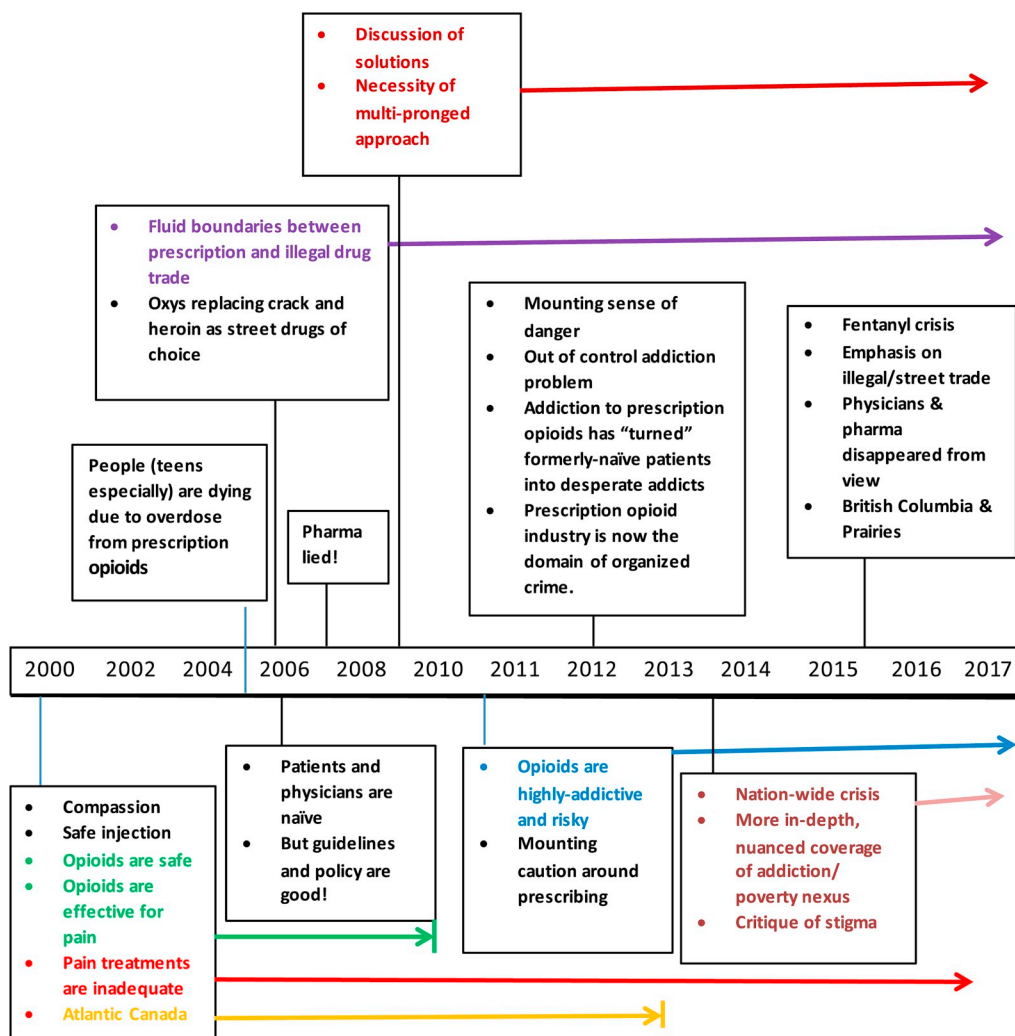 • Discussion of
solutions
• Necessity of
multi-pronged
approach
• Fluid boundaries between
prescription and illegal drug
trade
• Oxys replacing crack and
heroin as street drugs of
choice
• Mounting sense of
danger
• Out of control addiction
problem
• Addiction to prescription
opioids has “turned”
formerly-naïve patients
into desperate addicts
• Prescription opioid
industry is now the
domain of organized
crime.
• Fentanyl crisis
• Emphasis on
illegal/street trade
• Physicians &
pharma
disappeared from
view
• British Columbia &
Prairies
People (teens
especially) are dying
due to overdose
from prescription
opioids
Pharma
lied!
2000 2002 2004 2006 2008 2010 2011 2012 2013 2014 2015 2016 2017
• Compassion
• Safe injection
• Opioids are safe
• Opioids are
effective for
pain
• Pain treatments
are inadequate
• Atlantic Canada
• Patients and
physicians are
naïve
• But guidelines
and policy are
good!
• Opioids are
highly-addictive
and risky
• Mounting
caution around
prescribing
• Nation-wide crisis
• More in-depth,
nuanced coverage
of addiction/
poverty nexus
• Critique of stigma